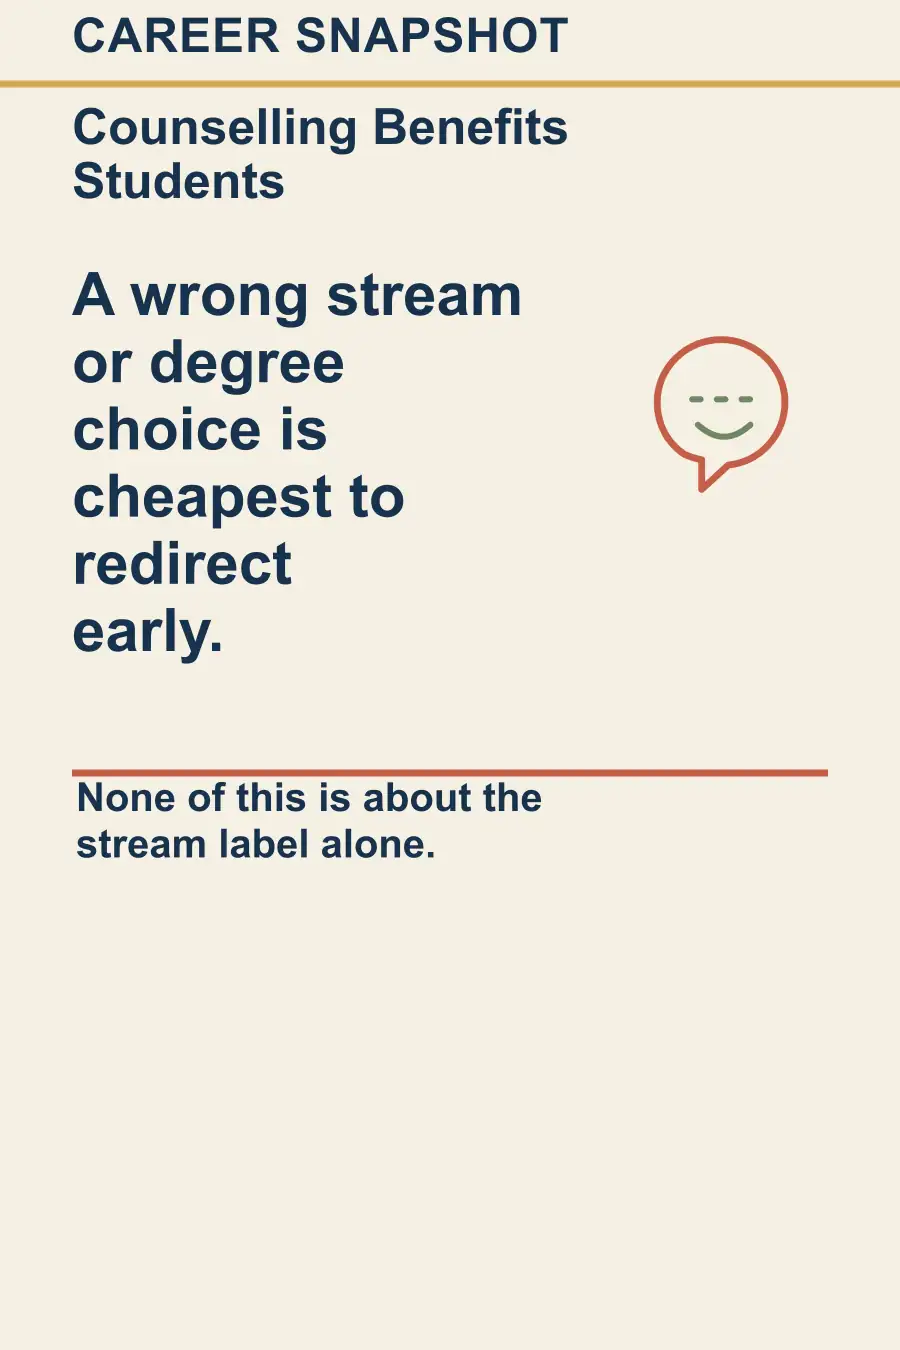 CAREER SNAPSHOT
Counselling Benefits
Students
A wrong stream
or degree
choice is
cheapest to
redirect
early.
None of this is about the
stream label alone.